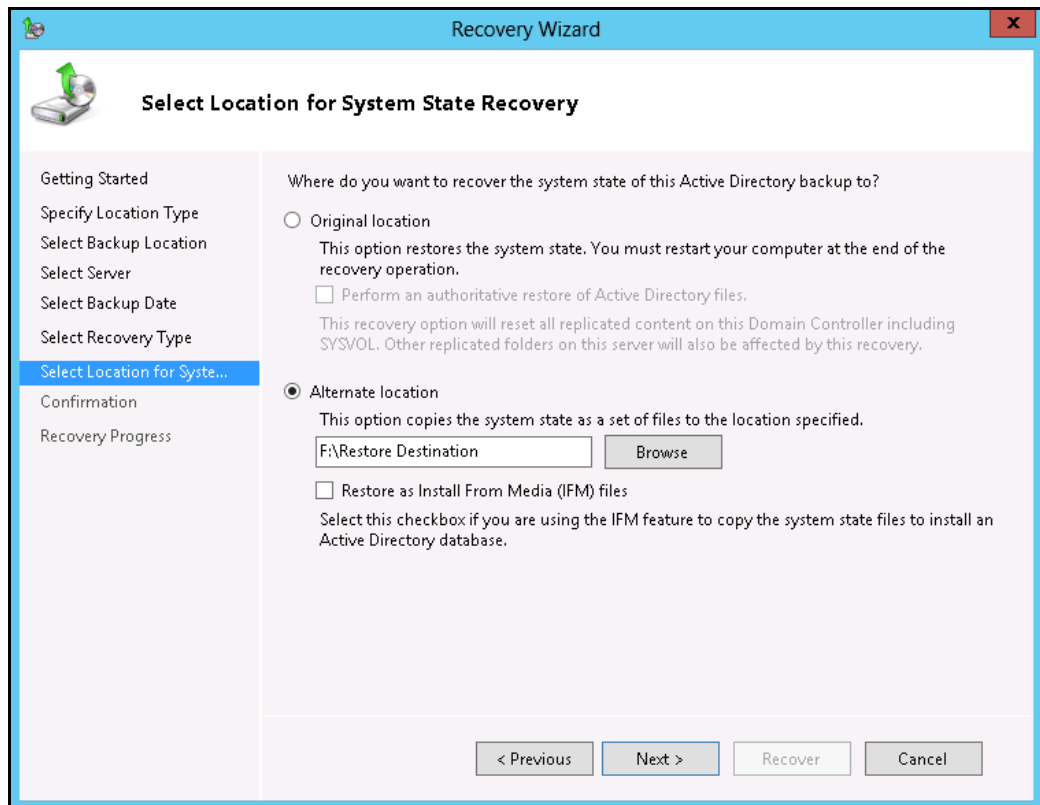 Recovery Wizard
x
Select Location for System State Recovery
Getting Started
Specify Location Type
Select Backup Location
Select Server
Select Backup Date
Select Recovery Type
Select Location for Syste...
Confirmation
Recovery Progress
Where do you want to recover the system state of this Active Directory backup to?
Original location
This option restores the system state. You must restart your computer at the end of the
recovery operation.
Perform an authoritative restore of Active Directory files.
This recovery option will reset all replicated content on this Domain Controller including
SYSVOL. Other replicated folders on this server will also be affected by this recovery.
Alternate location
This option copies the system state as a set of files to the location specified.
F:\Restore Destination
Browse
Restore as Install From Media (IFM) files
Select this checkbox if you are using the IFM feature to copy the system state files to install an
Active Directory database.
< Previous
Next >
Recover
Cancel